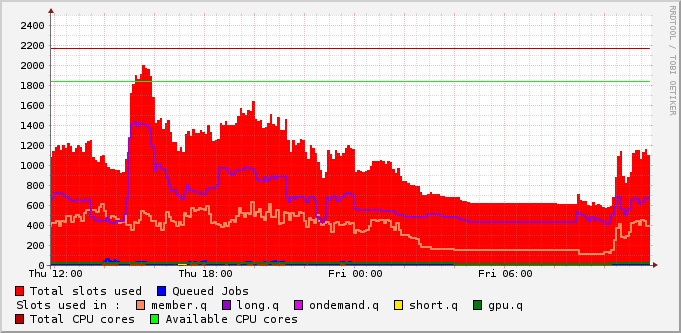 RRDTOOL / TOBI OETIKER
2400
2200
2000
1800
1600
1400
1200
1000
800
600
400
200
0
Thu 12:00 Thu 18:00 Fri 00:00 Fri 06:00
Total slots used Queued Jobs
Slots used in : member.q long.q ondemand.q short.q gpu.q
Total CPU cores Available CPU cores